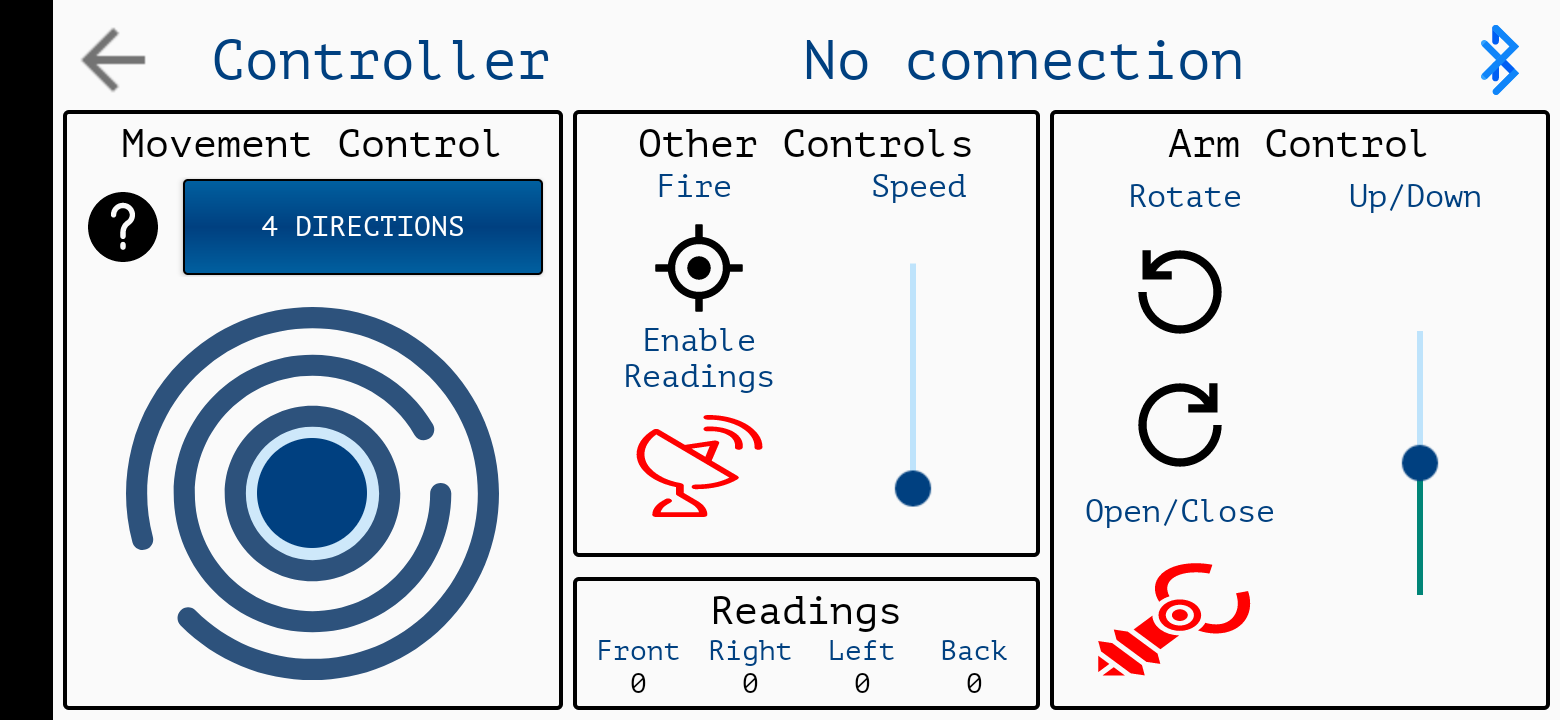 Controller
No connection
Movement Control
?
4 DIRECTIONS
Other Controls
Fire
Speed
Enable
Readings
Readings
Front Right Left Back
0 0 0 0
Arm Control
Rotate
Up/Down
Open/Close